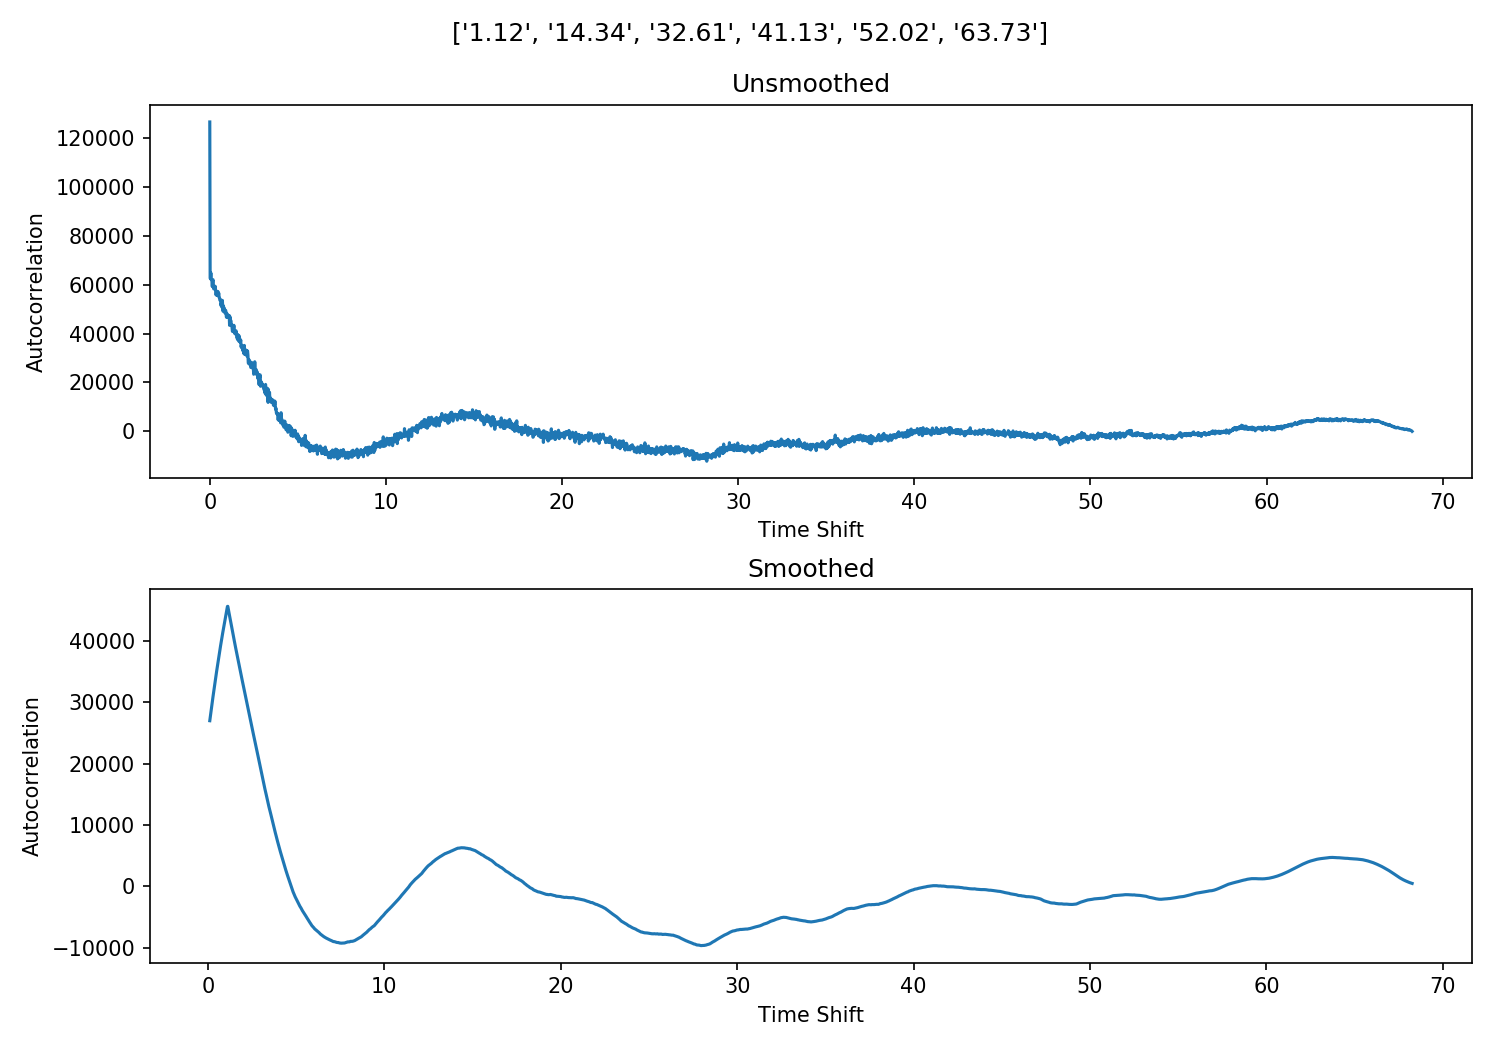 ['1.12', '14.34', '32.61', '41.13', '52.02', '63.73']
Unsmoothed
120000
100000
80000
60000
40000
20000
0
Autocorrelation
0 10 20 30 40 50 60 70
Time Shift
Smoothed
40000
30000
20000
10000
0
−10000
Autocorrelation
0 10 20 30 40 50 60 70
Time Shift